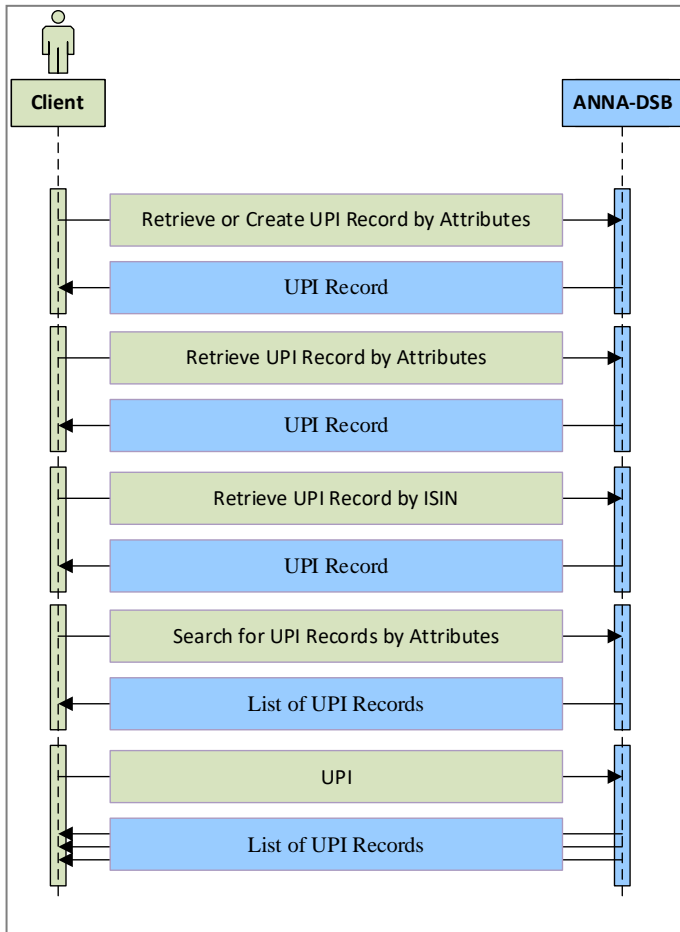 Client
ANNA-DSB
Retrieve or Create UPI Record by Attributes
UPI Record
Retrieve UPI Record by Attributes
UPI Record
Retrieve UPI Record by ISIN
UPI Record
Search for UPI Records by Attributes
List of UPI Records
UPI
List of UPI Records